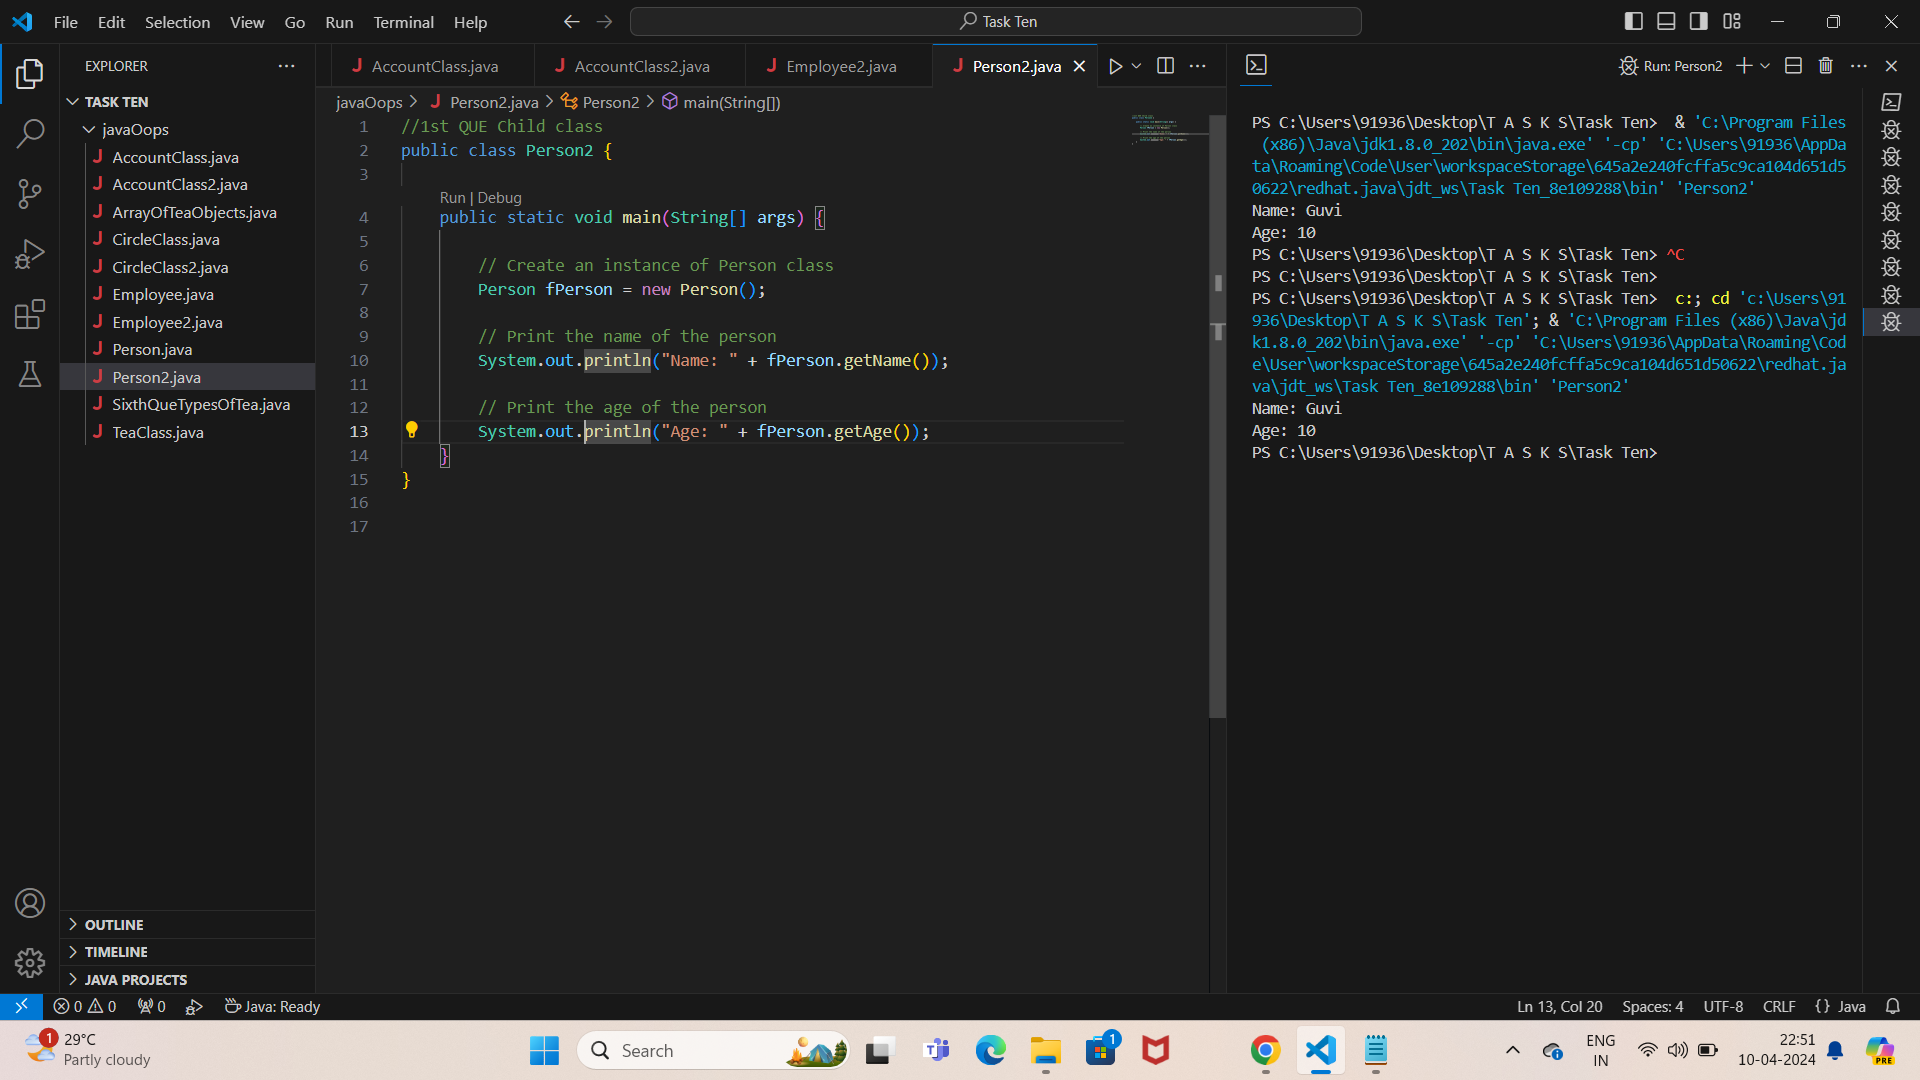 File Edit Selection View Go Run Terminal Help
Task Ten
EXPLORER
TASK TEN
javaOops
AccountClass.java
AccountClass2.java
ArrayOfTeaObjects.java
CircleClass.java
CircleClass2.java
Employee.java
Employee2.java
Person.java
Person2.java
SixthQueTypesOfTea.java
TeaClass.java
OUTLINE
TIMELINE
JAVA PROJECTS
AccountClass.java AccountClass2.java Employee2.java Person2.java
javaOops > Person2.java > Person2 > main(String[])
1 //1st QUE Child class
2 public class Person2 {
3
Run | Debug
4 public static void main(String[] args) {
5
6 // Create an instance of Person class
7 Person fPerson = new Person();
8
9 // Print the name of the person
10 System.out.println("Name: " + fPerson.getName());
11
12 // Print the age of the person
13 System.out.println("Age: " + fPerson.getAge());
14 }
15 }
16
17
Run: Person2
PS C:\Users\91936\Desktop\T A S K S\Task Ten> & 'C:\Program Files
(x86)\Java\jdk1.8.0_202\bin\java.exe' '-cp' 'C:\Users\91936\AppDa
ta\Roaming\Code\User\workspaceStorage\645a2e240fcffa5c9ca104d651d5
0622\redhat.java\jdt_ws\Task Ten_8e109288\bin' 'Person2'
Name: Guvi
Age: 10
PS C:\Users\91936\Desktop\T A S K S\Task Ten> ^C
PS C:\Users\91936\Desktop\T A S K S\Task Ten>
PS C:\Users\91936\Desktop\T A S K S\Task Ten> c:; cd 'c:\Users\91
936\Desktop\T A S K S\Task Ten'; & 'C:\Program Files (x86)\Java\jd
k1.8.0_202\bin\java.exe' '-cp' 'C:\Users\91936\AppData\Roaming\Cod
e\User\workspaceStorage\645a2e240fcffa5c9ca104d651d50622\redhat.ja
va\jdt_ws\Task Ten_8e109288\bin' 'Person2'
Name: Guvi
Age: 10
PS C:\Users\91936\Desktop\T A S K S\Task Ten>
0 0 0 Java: Ready
Ln 13, Col 20 Spaces: 4 UTF-8 CRLF {} Java
1 29°C
Partly cloudy
Search
1
ENG
IN
22:51
10-04-2024
PRE